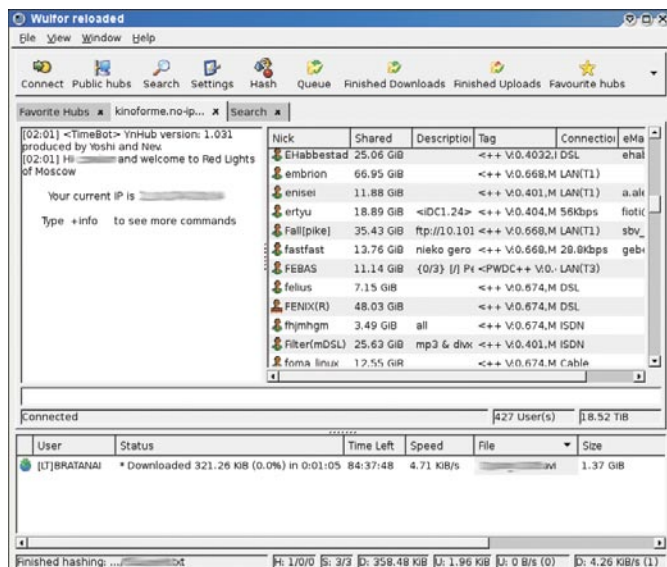 Wulfor reloaded
File View Window Help
Connect Public hubs Search Settings Hash Queue Finished Downloads Finished Uploads Favourite hubs
Favorite Hubs x kinoforme.no-ip... x Search x
[02:01] <TimeBot> YnHub version: 1.031
produced by Yoshi and Nev.
[02:01] Hi and welcome to Red Lights
of Moscow
Your current IP is
Type +info to see more commands
Nick Shared Description Tag Connection eMa
EHabbestad 25.06 GiB <++ V:0.4032,I DSL ehal
embrion 66.95 GiB <++ V:0.668,M LAN(T1)
enisei 11.88 GiB <++ V:0.401,M LAN(T1) a.ale
ertyu 18.89 GiB <iDC1.24> <++ V:0.404,M 56Kbps fioti(
Fall[pike] 35.43 GiB ftp://10.101 <++ V:0.668,M LAN(T1) sbv_
fastfast 13.76 GiB nieko gero <++ V:0.668,M 28.8Kbps geb
FEBAS 11.14 GiB {0/3} [/] Pe <PWDC++ V:0. LAN(T3)
felius 7.15 GiB <++ V:0.674,M DSL
FENIX(R) 48.03 GiB <++ V:0.674,M DSL
fhjmhgm 3.49 GiB all <++ V:0.674,M ISDN
Filter(mDSL) 25.63 GiB mp3 & divx <++ V:0.401,M ISDN
foma_linux 12.55 GiB <++ V:0.674,M Cable
Connected 427 User(s) 18.52 TiB
User Status Time Left Speed File Size
[LT]BRATANAI * Downloaded 321.26 KiB (0.0%) in 0:01:05 84:37:48 4.71 KiB/s avi 1.37 GiB
Finished hashing: .../ txt H: 1/0/0 S: 3/3 D: 358.48 KiB U: 1.96 KiB U: 0 B/s (0) D: 4.26 KiB/s (1)